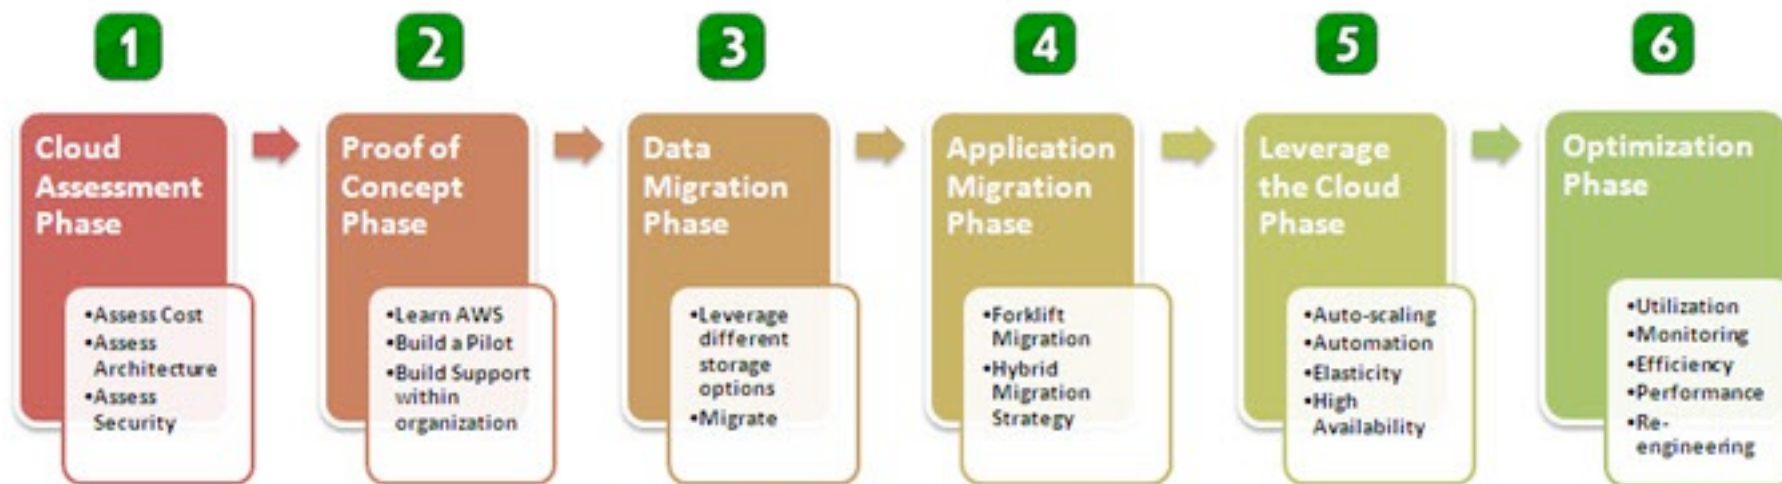 1
2
3
4
5
6
Cloud
Assessment
Phase
•Assess Cost
•Assess
Architecture
•Assess
Security
Proof of
Concept
Phase
•Learn AWS
•Build a Pilot
•Build Support
within
organization
Data
Migration
Phase
•Leverage
different
storage
options
•Migrate
Application
Migration
Phase
•Forklift
Migration
•Hybrid
Migration
Strategy
Leverage
the Cloud
Phase
•Auto-scaling
•Automation
•Elasticity
•High
Availability
Optimization
Phase
•Utilization
•Monitoring
•Efficiency
•Performance
•Re-
engineering